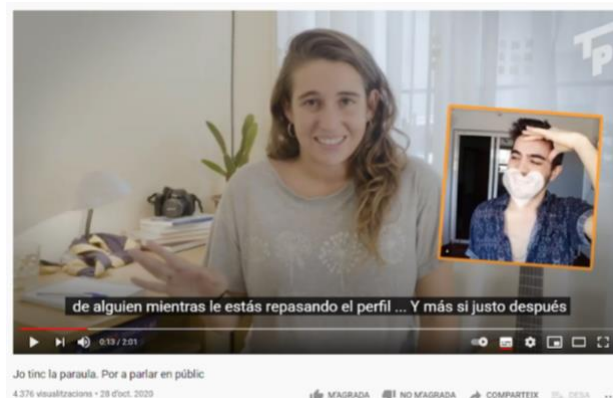 TP
de alguien mientras le estás repasando el perfil ... Y más si justo después
0:13 / 2:01
Jo tinc la paraula. Por a parlar en públic
4.376 visualitzacions • 28 d'oct. 2020
M'AGRADA NO M'AGRADA COMPARTEIX DESA